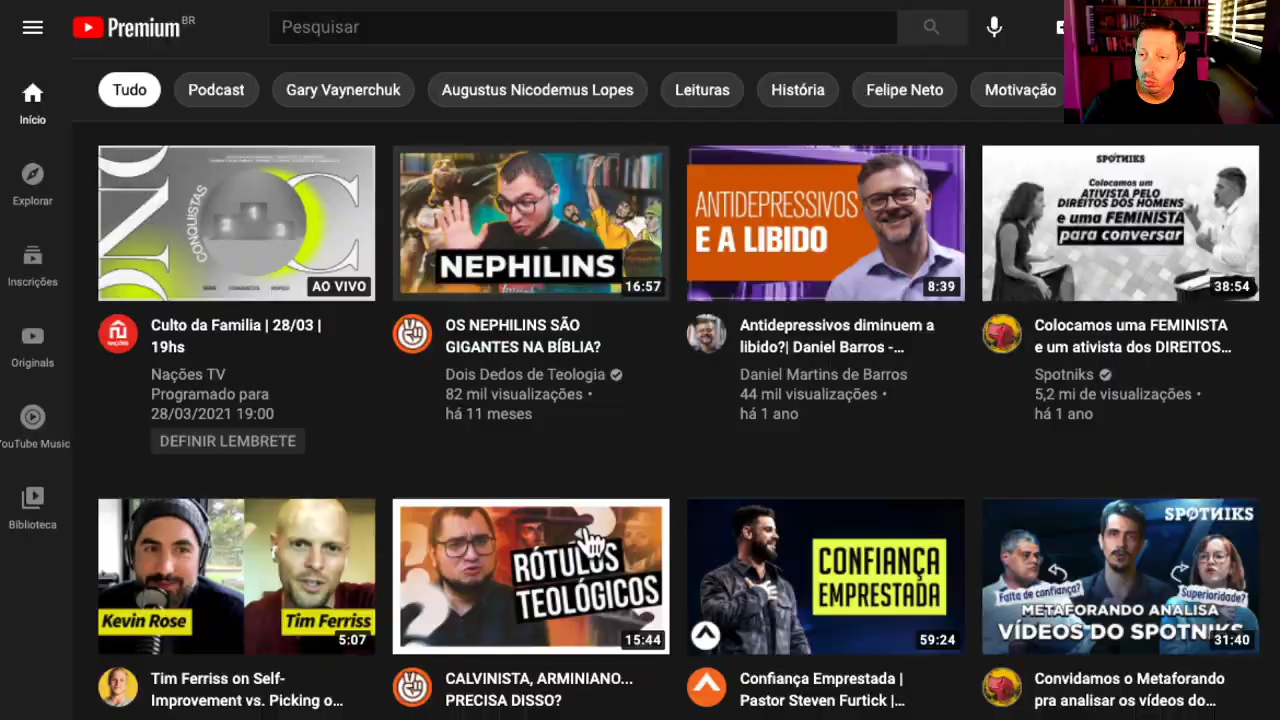 Premium BR
Pesquisar
Tudo
Podcast
Gary Vaynerchuk
Augustus Nicodemus Lopes
Leituras
História
Felipe Neto
Motivação
Início
Explorar
Inscrições
Originals
YouTube Music
Biblioteca
CONQUISTAS
AO VIVO
NEPHILINS
16:57
ANTIDEPRESSIVOS
E A LIBIDO
8:39
SPOTNIKS
Colocamos um
ATIVISTA PELO
DIREITOS DOS HOMENS
e uma FEMINISTA
para conversar
38:54
Culto da Familia | 28/03 |
19hs
Nações TV
Programado para
28/03/2021 19:00
DEFINIR LEMBRETE
OS NEPHILINS SÃO
GIGANTES NA BÍBLIA?
Dois Dedos de Teologia
82 mil visualizações •
há 11 meses
Antidepressivos diminuem a
libido?| Daniel Barros -...
Daniel Martins de Barros
44 mil visualizações •
há 1 ano
Colocamos uma FEMINISTA
e um ativista dos DIREITOS...
Spotniks
5,2 mi de visualizações •
há 1 ano
Kevin Rose
Tim Ferriss
5:07
RÓTULOS
TEOLÓGICOS
15:44
CONFIANÇA
EMPRESTADA
59:24
SPOTNIKS
Falta de confiança?
Superioridade?
METAFORANDO ANALISA
VÍDEOS DO SPOTNIKS
31:40
Tim Ferriss on Self-
Improvement vs. Picking o...
CALVINISTA, ARMINIANO...
PRECISA DISSO?
Confiança Emprestada |
Pastor Steven Furtick |...
Convidamos o Metaforando
pra analisar os vídeos do...